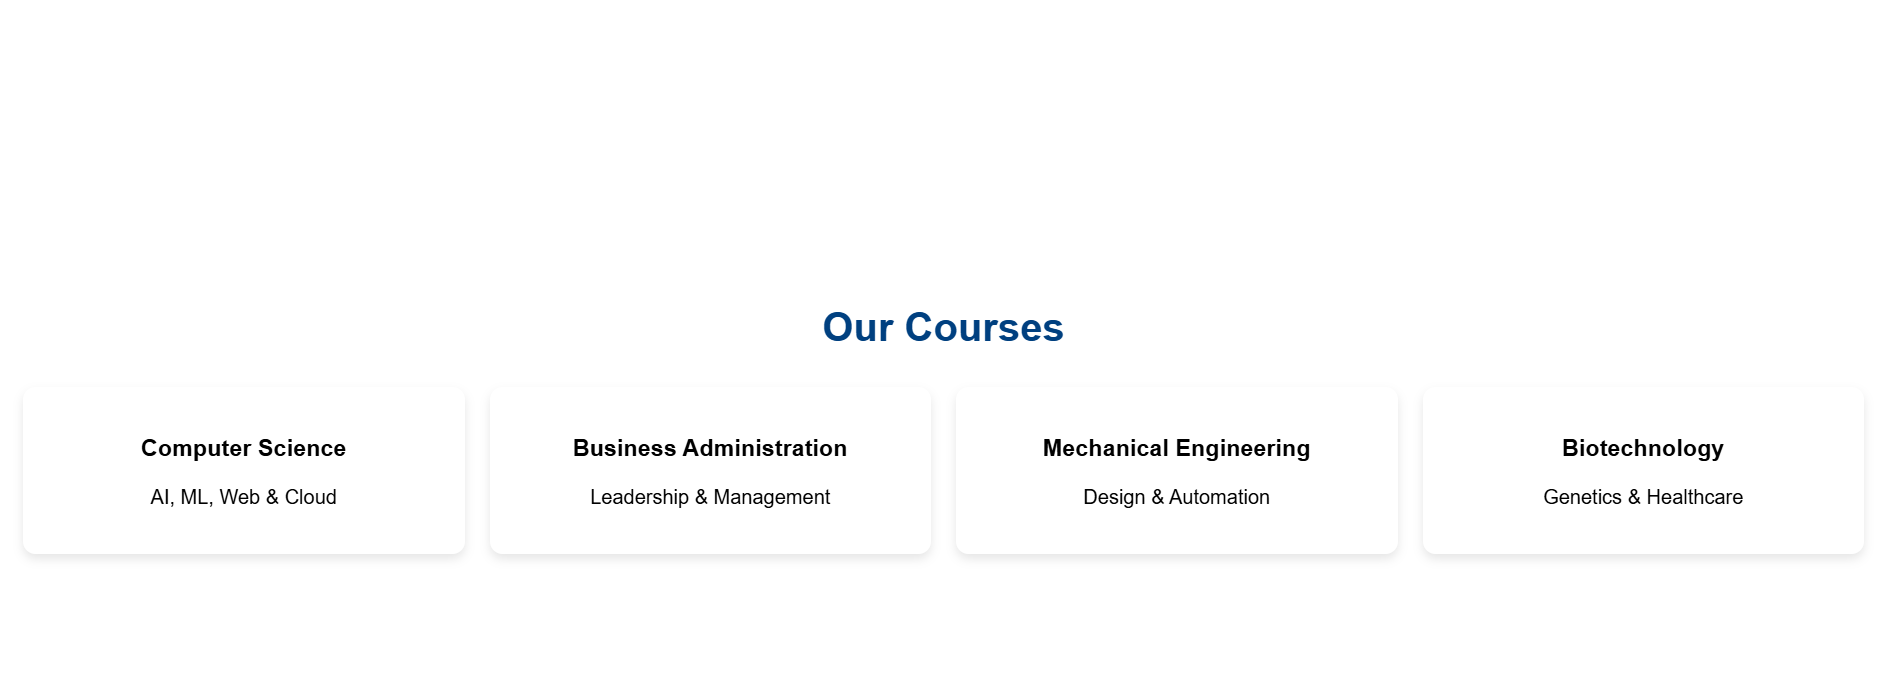 Our Courses
Computer Science
AI, ML, Web & Cloud
Business Administration
Leadership & Management
Mechanical Engineering
Design & Automation
Biotechnology
Genetics & Healthcare